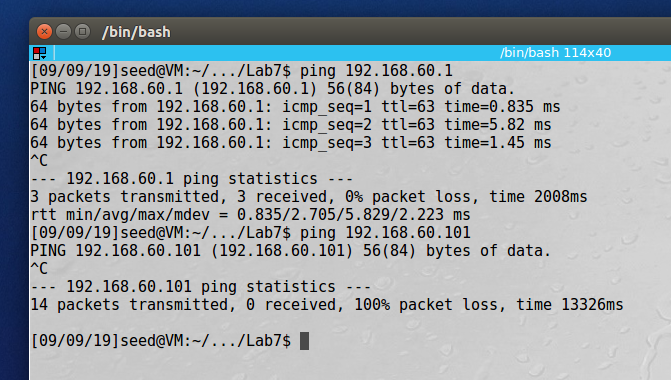 /bin/bash
/bin/bash 114x40
[09/09/19]seed@VM:~/.../Lab7$ ping 192.168.60.1
PING 192.168.60.1 (192.168.60.1) 56(84) bytes of data.
64 bytes from 192.168.60.1: icmp_seq=1 ttl=63 time=0.835 ms
64 bytes from 192.168.60.1: icmp_seq=2 ttl=63 time=5.82 ms
64 bytes from 192.168.60.1: icmp_seq=3 ttl=63 time=1.45 ms
^C
--- 192.168.60.1 ping statistics ---
3 packets transmitted, 3 received, 0% packet loss, time 2008ms
rtt min/avg/max/mdev = 0.835/2.705/5.829/2.223 ms
[09/09/19]seed@VM:~/.../Lab7$ ping 192.168.60.101
PING 192.168.60.101 (192.168.60.101) 56(84) bytes of data.
^C
--- 192.168.60.101 ping statistics ---
14 packets transmitted, 0 received, 100% packet loss, time 13326ms
[09/09/19]seed@VM:~/.../Lab7$